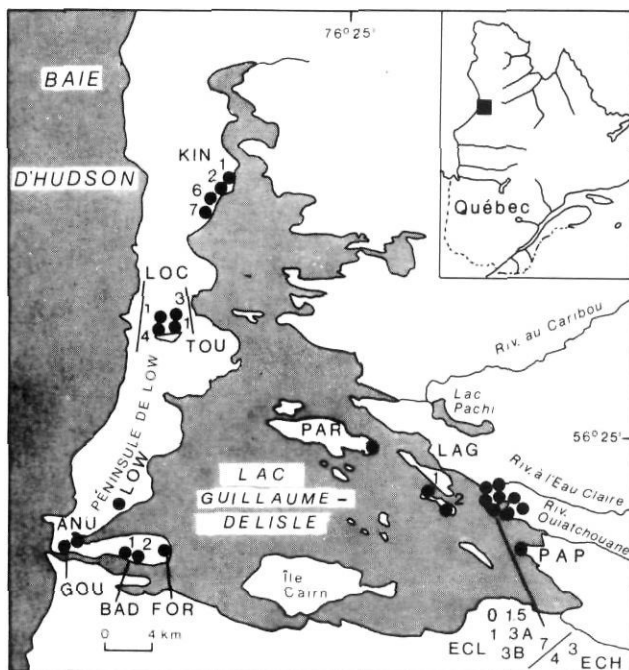 76°25'
BAIE
D'HUDSON
KIN
1
2
6
7
Québec
LOC
1
3
4
1
TOU
PÉNINSULE DE LOW
LOW
Riv. au Caribou
Lac
Pachi
56°25'
PAR
LAG
1
2
LAC
GUILLAUME-
DELISLE
Riv. à l'Eau Claire
Riv.
Ouiatchouane
PAP
ANU
GOU
1 2
BAD FOR
Île
Cairn
0 4 km
0 1.5
ECL 1 3A
3B
7
4
3
ECH